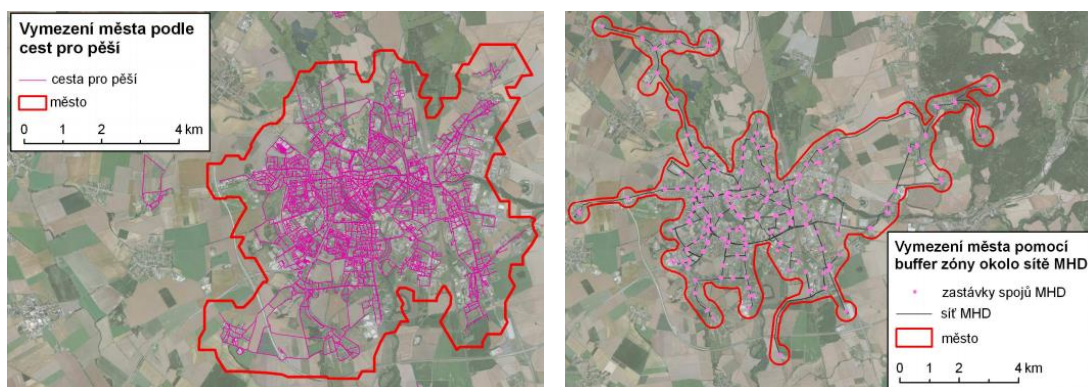 Vymezení města podle
cest pro pěší
cesta pro pěší
město
0 1 2 4 km
Vymezení města pomocí
buffer zóny okolo sítě MHD
zastávky spojů MHD
síť MHD
město
0 1 2 4 km